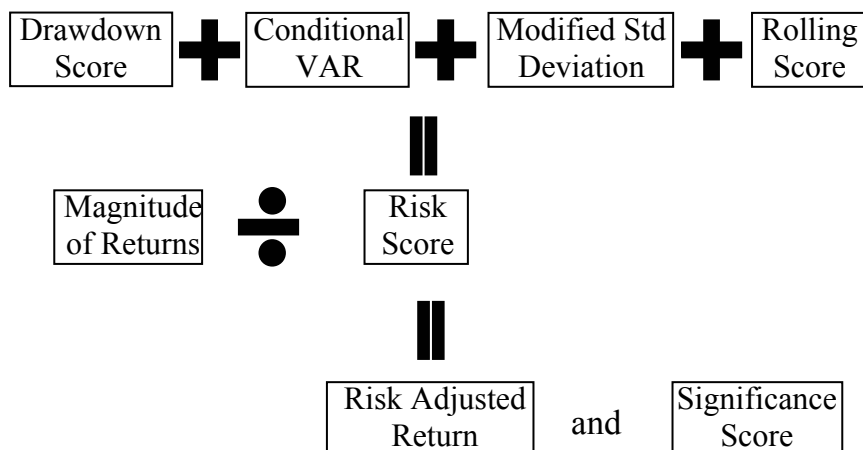 Drawdown
Score
Conditional
VAR
Modified Std
Deviation
Rolling
Score
Magnitude
of Returns
Risk
Score
Risk Adjusted
Return
and
Significance
Score